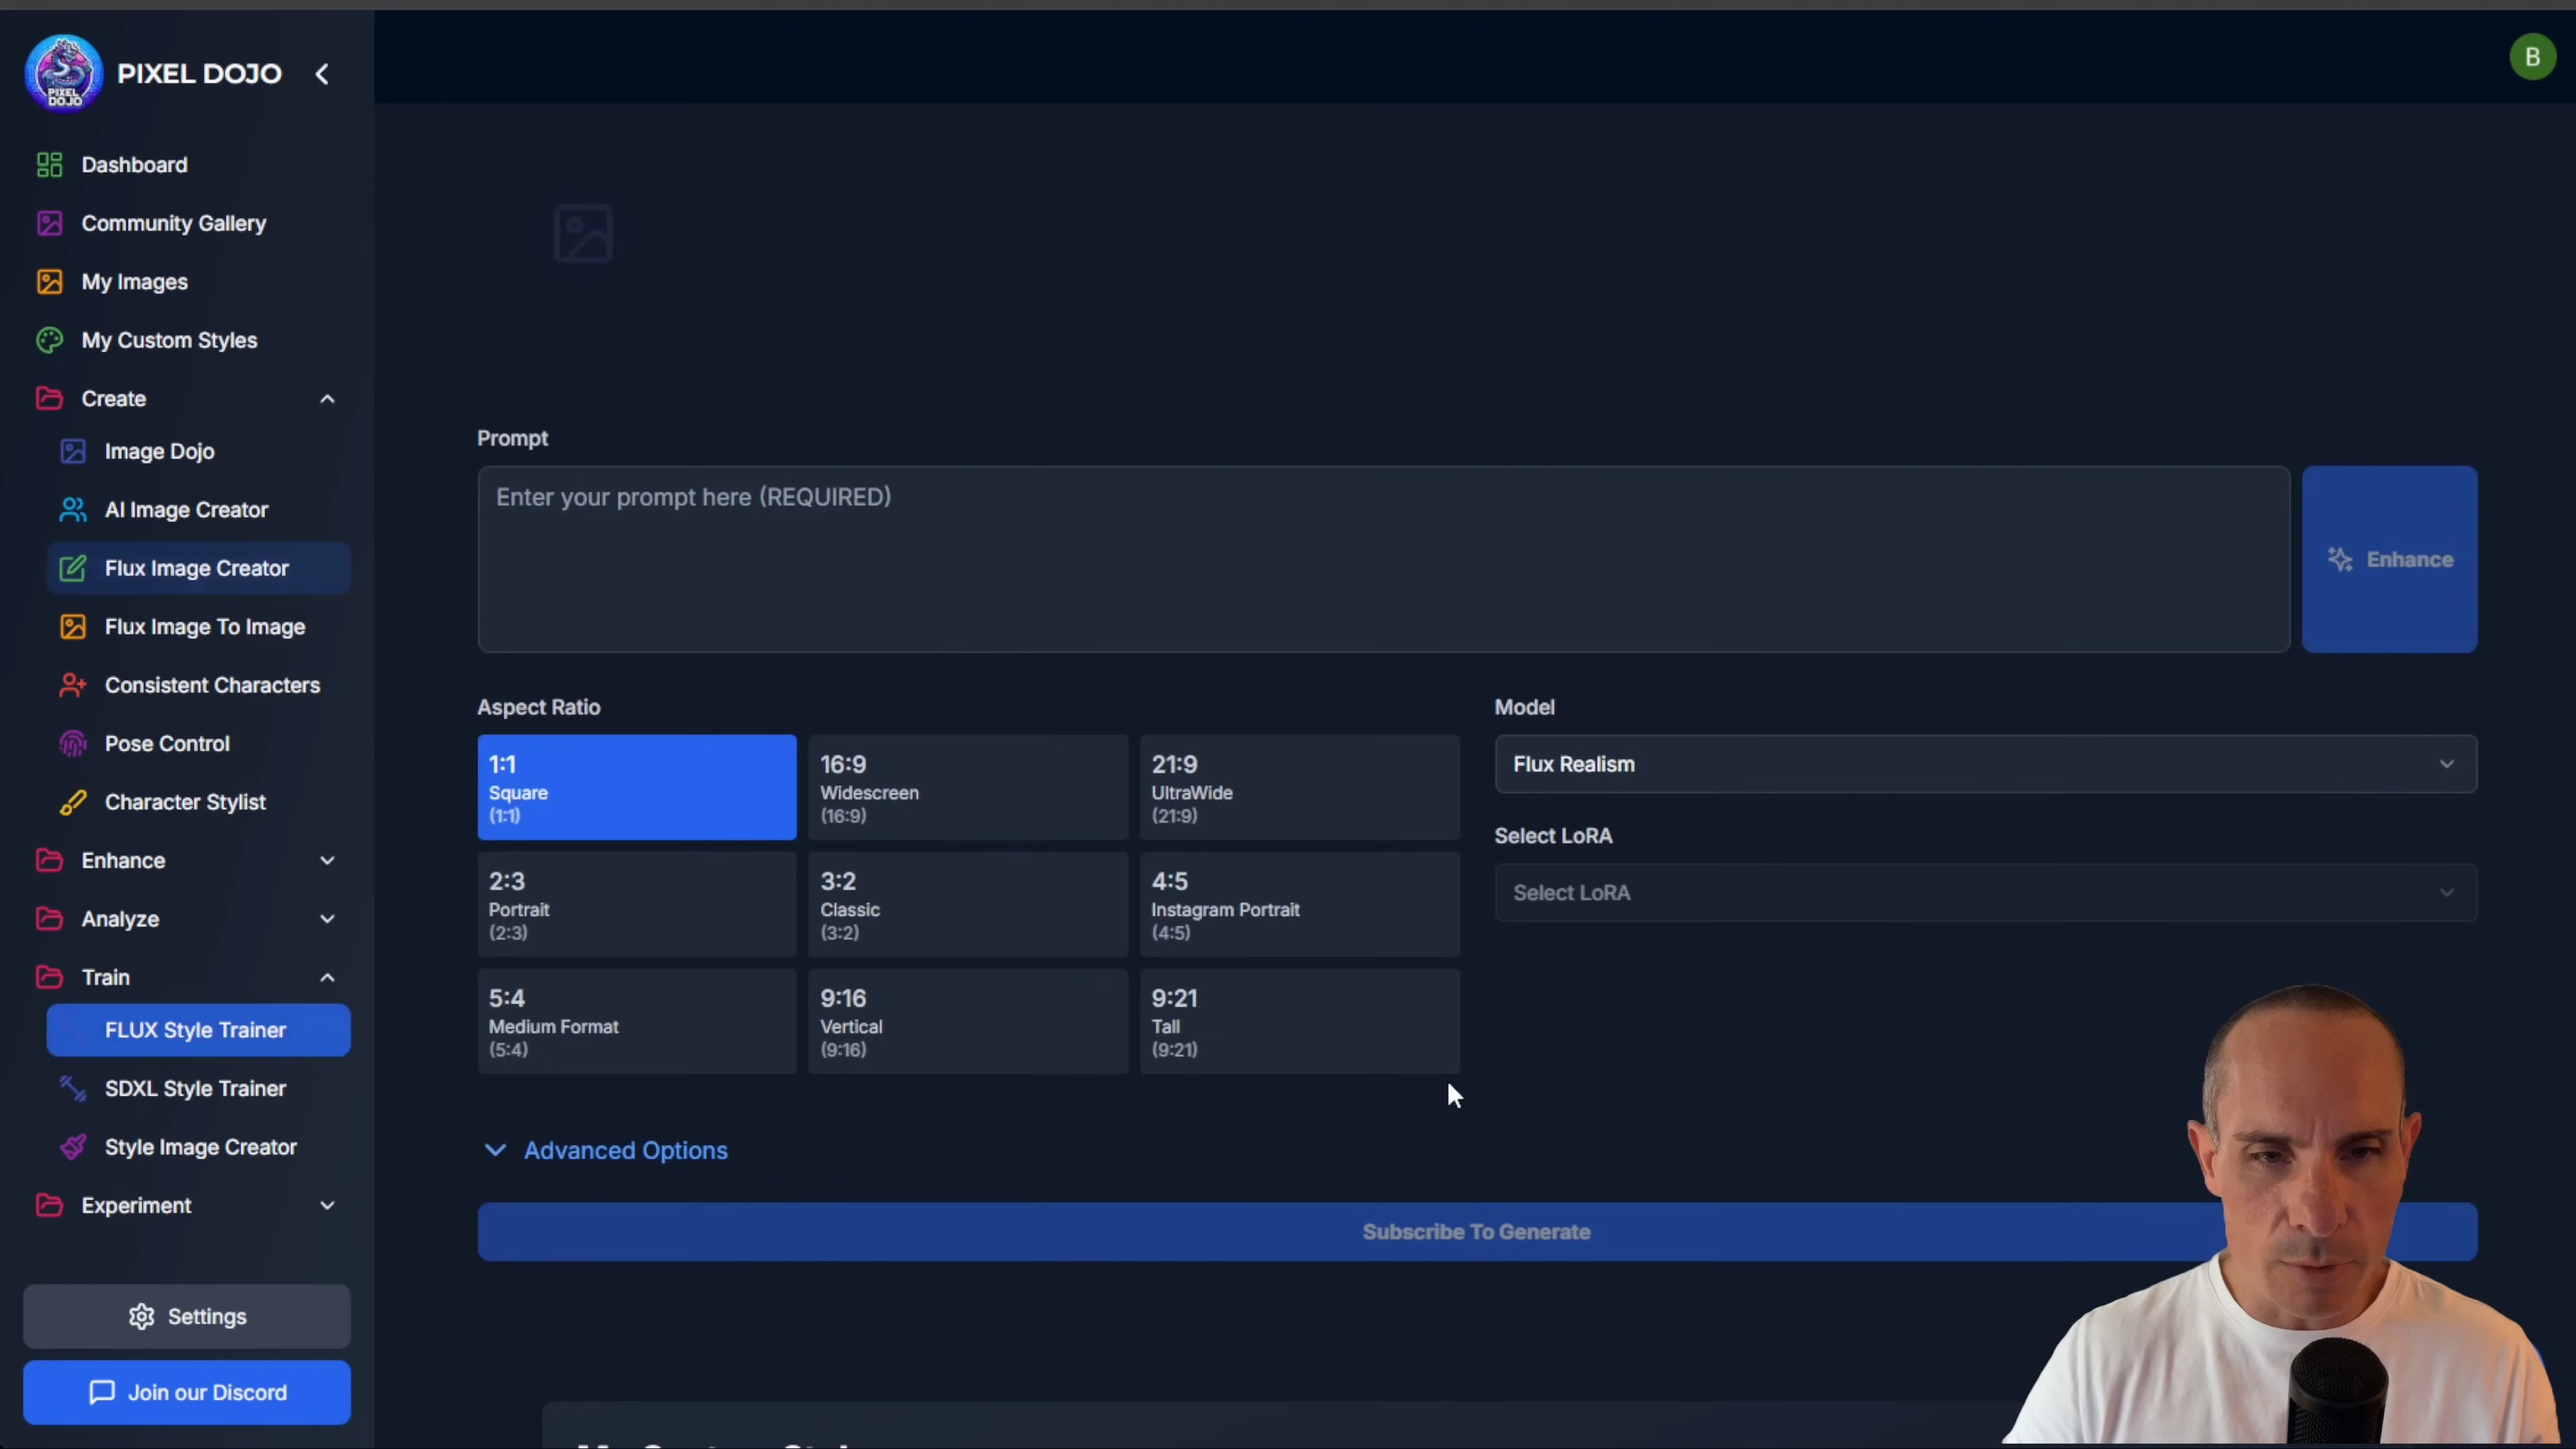 PIXEL DOJO
PIXEL
DOJO
B
Dashboard
Community Gallery
My Images
My Custom Styles
Create
Image Dojo
AI Image Creator
Flux Image Creator
Flux Image To Image
Consistent Characters
Pose Control
Character Stylist
Enhance
Analyze
Train
FLUX Style Trainer
SDXL Style Trainer
Style Image Creator
Experiment
Settings
Join our Discord
Prompt
Enter your prompt here (REQUIRED)
Enhance
Aspect Ratio
1:1
Square
(1:1)
16:9
Widescreen
(16:9)
21:9
UltraWide
(21:9)
2:3
Portrait
(2:3)
3:2
Classic
(3:2)
4:5
Instagram Portrait
(4:5)
5:4
Medium Format
(5:4)
9:16
Vertical
(9:16)
9:21
Tall
(9:21)
Model
Flux Realism
Select LoRA
Select LoRA
Advanced Options
Subscribe To Generate